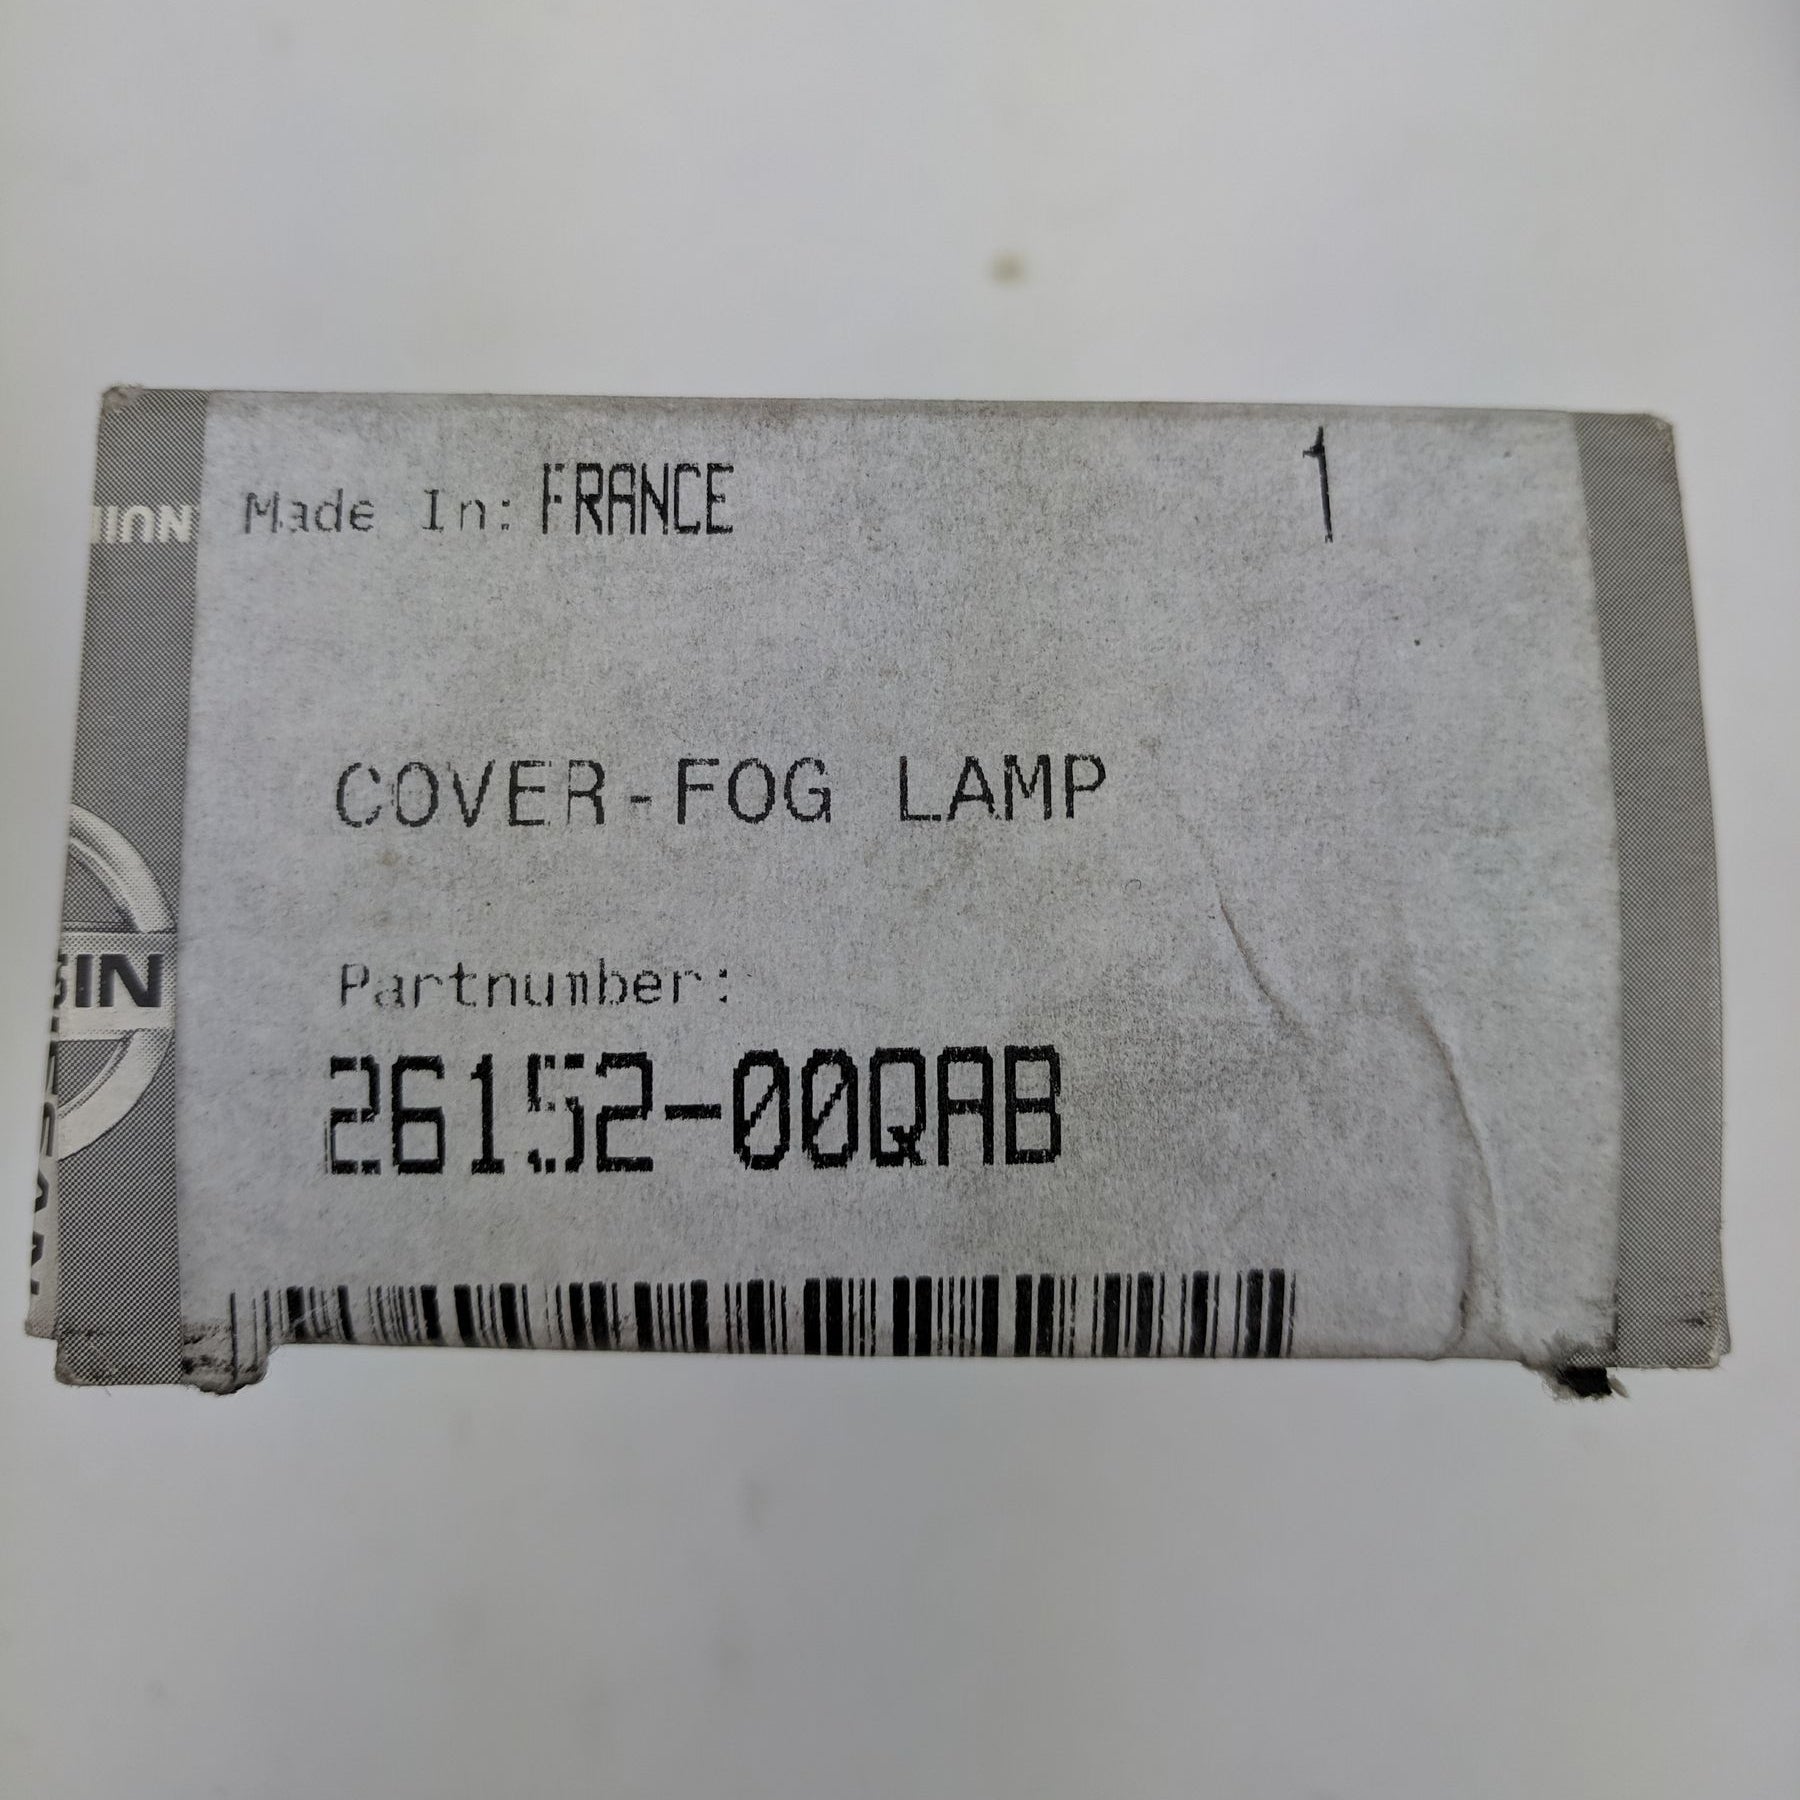 Made In: FRANCE
1
COVER-FOG LAMP
Partnumber:
26152-00QAB